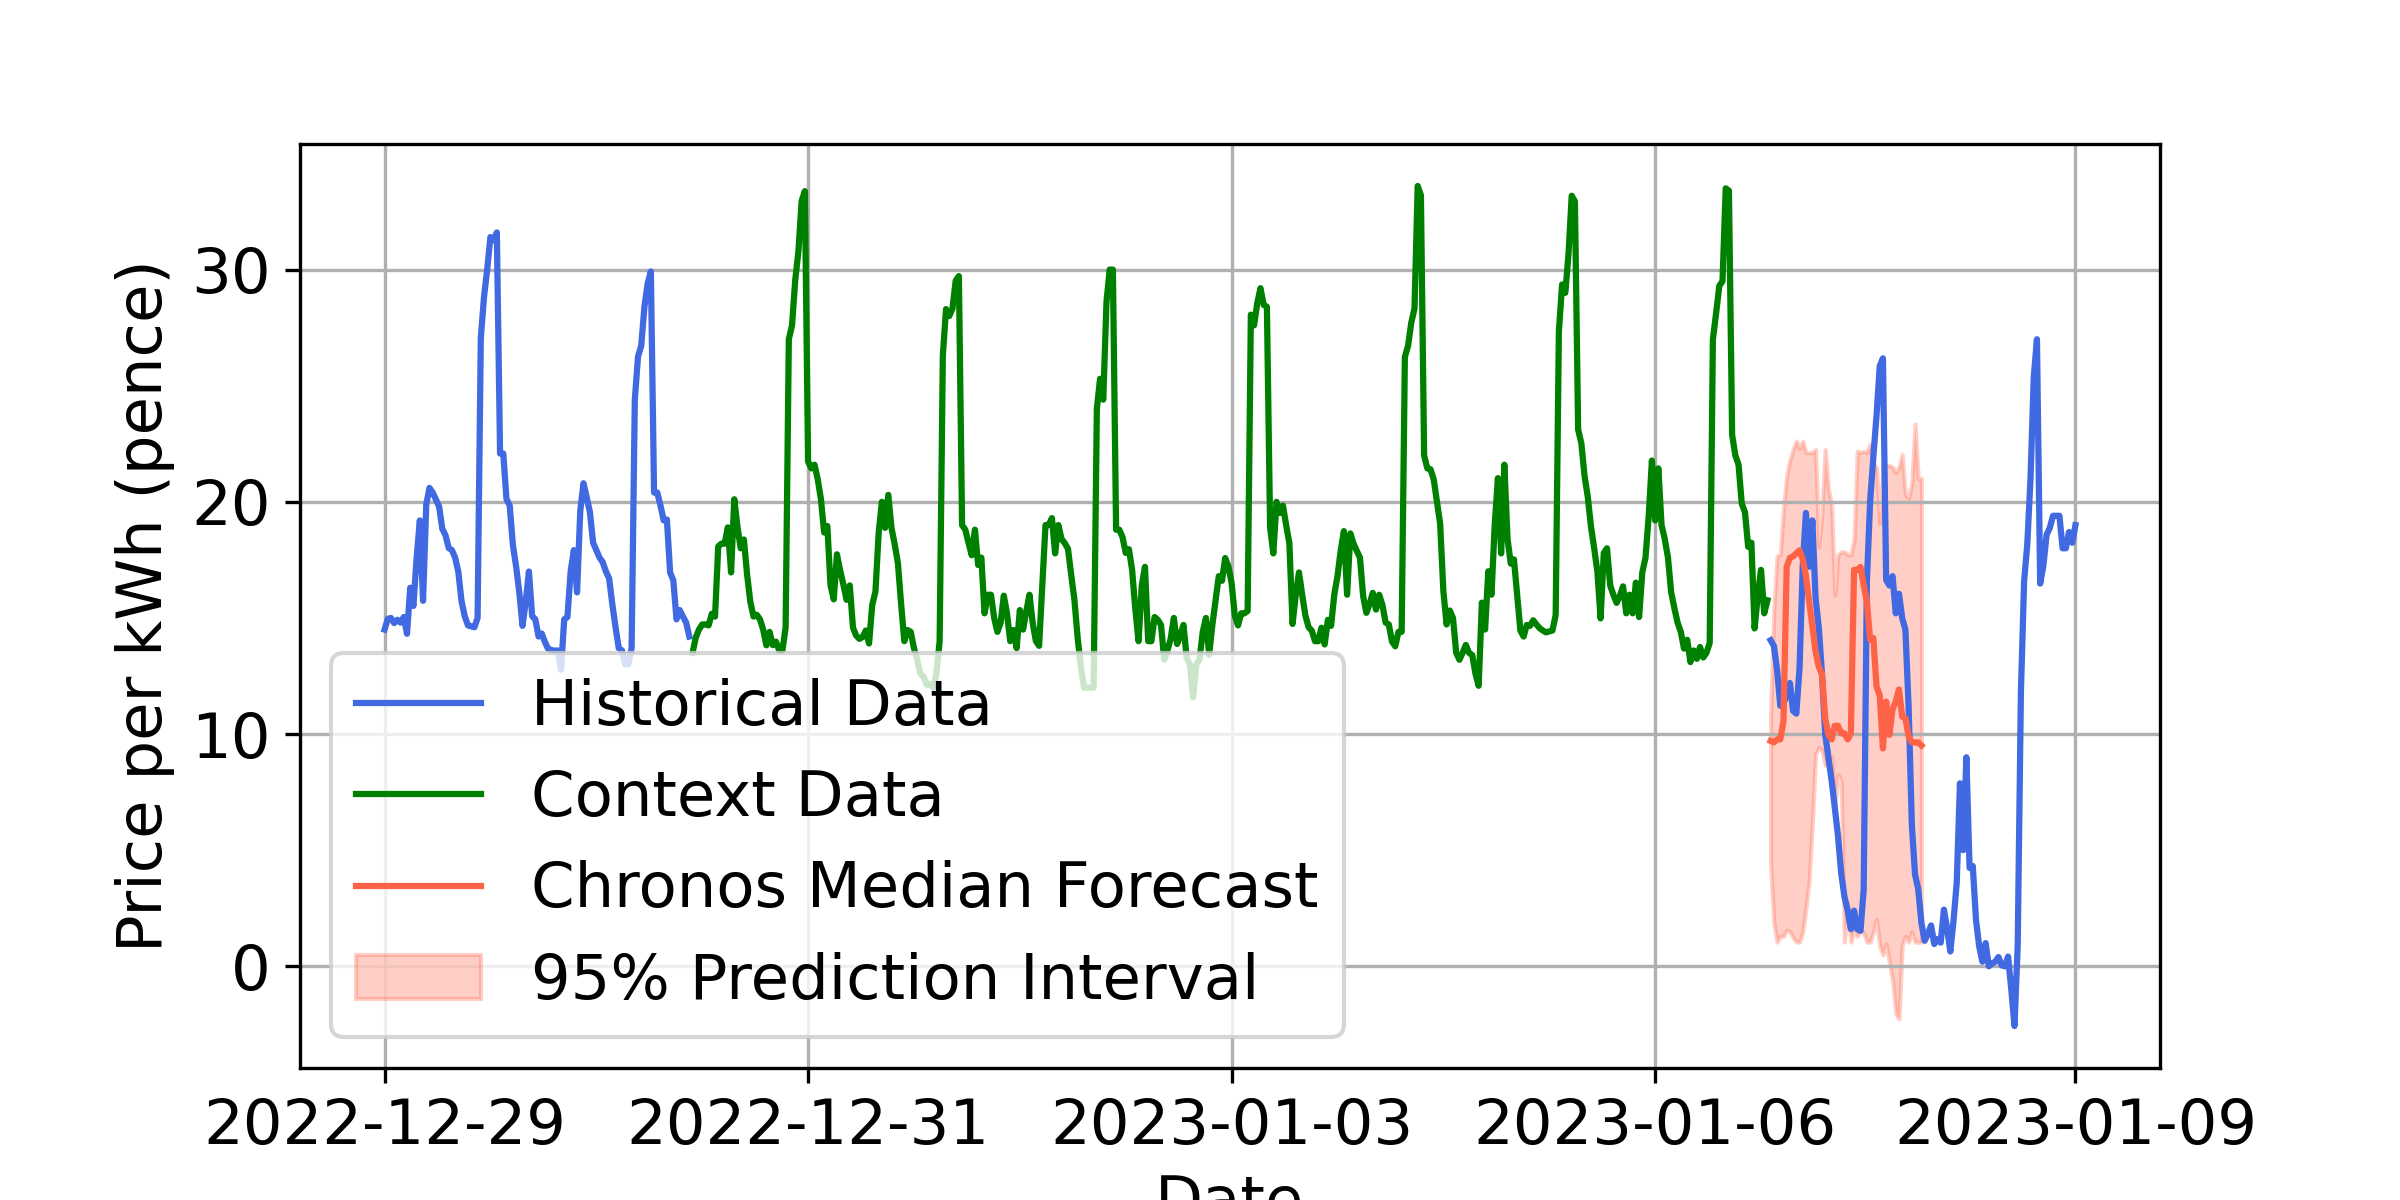 Price per kWh (pence)
30
20
10
0
Historical Data
Context Data
Chronos Median Forecast
95% Prediction Interval
2022-12-29 2022-12-31 2023-01-03 2023-01-06 2023-01-09
Date